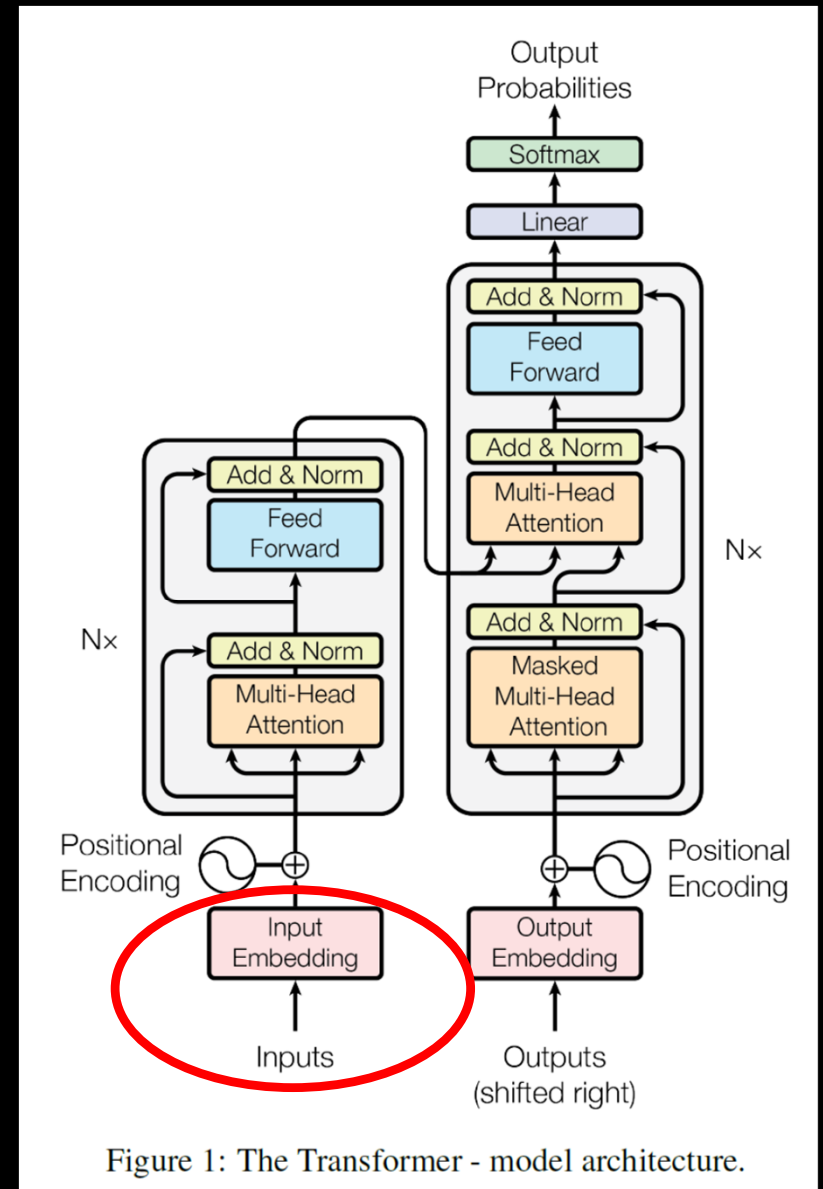 Output
Probabilities
Softmax
Linear
Add & Norm
Feed
Forward
Add & Norm
Multi-Head
Attention
Nx
Add & Norm
Masked
Multi-Head
Attention
Positional
Encoding
Output
Embedding
Outputs
(shifted right)
Add & Norm
Feed
Forward
Nx
Add & Norm
Multi-Head
Attention
Positional
Encoding
Input
Embedding
Inputs
Figure 1: The Transformer - model architecture.